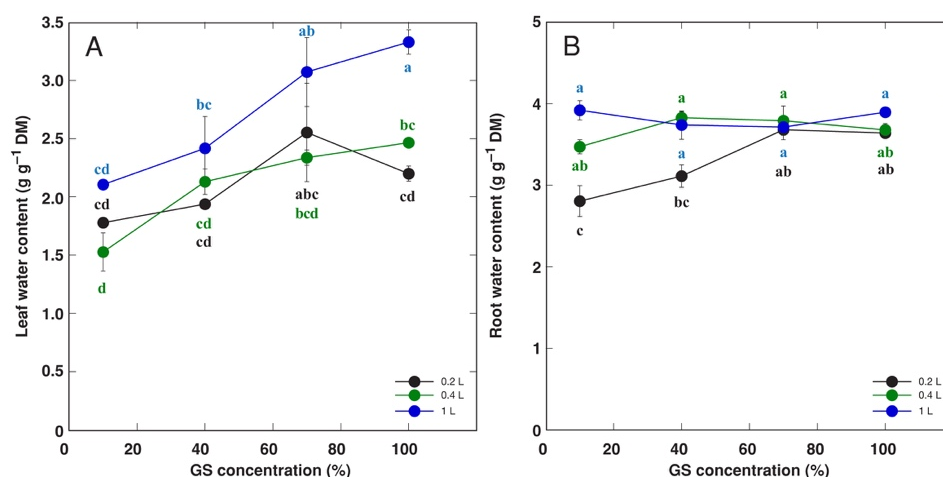 A
Leaf water content (g g⁻¹ DM)
3.5
3.0
2.5
2.0
1.5
1.0
0.5
0
0 20 40 60 80 100
GS concentration (%)
ab
a
bc
bc
cd
cd
abc
cd
cd
bcd
cd
d
0.2 L
0.4 L
1 L
B
Root water content (g g⁻¹ DM)
5
4
3
2
1
0
0 20 40 60 80 100
GS concentration (%)
a a a a
ab a a ab
ab ab
bc
c
0.2 L
0.4 L
1 L